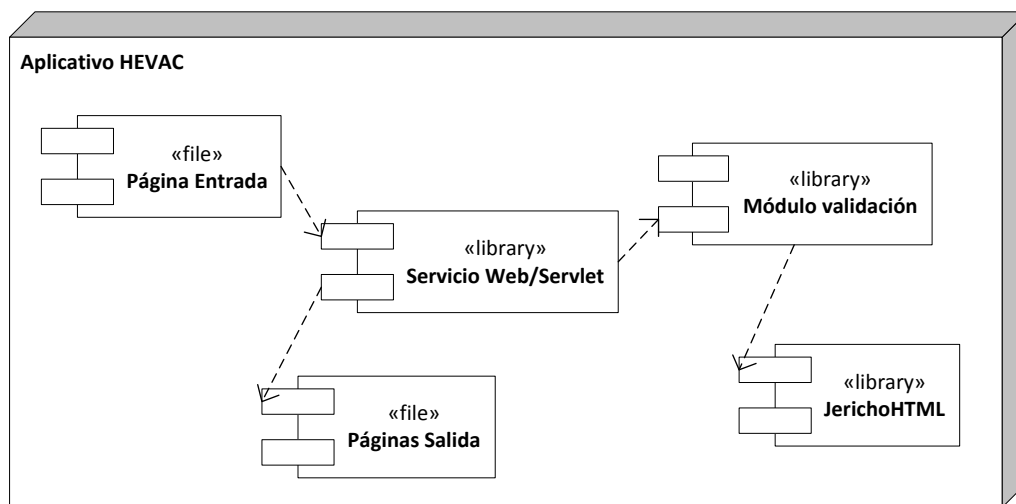 Aplicativo HEVAC
«file»
Página Entrada
«library»
Módulo validación
«library»
Servicio Web/Servlet
«library»
JerichoHTML
«file»
Páginas Salida